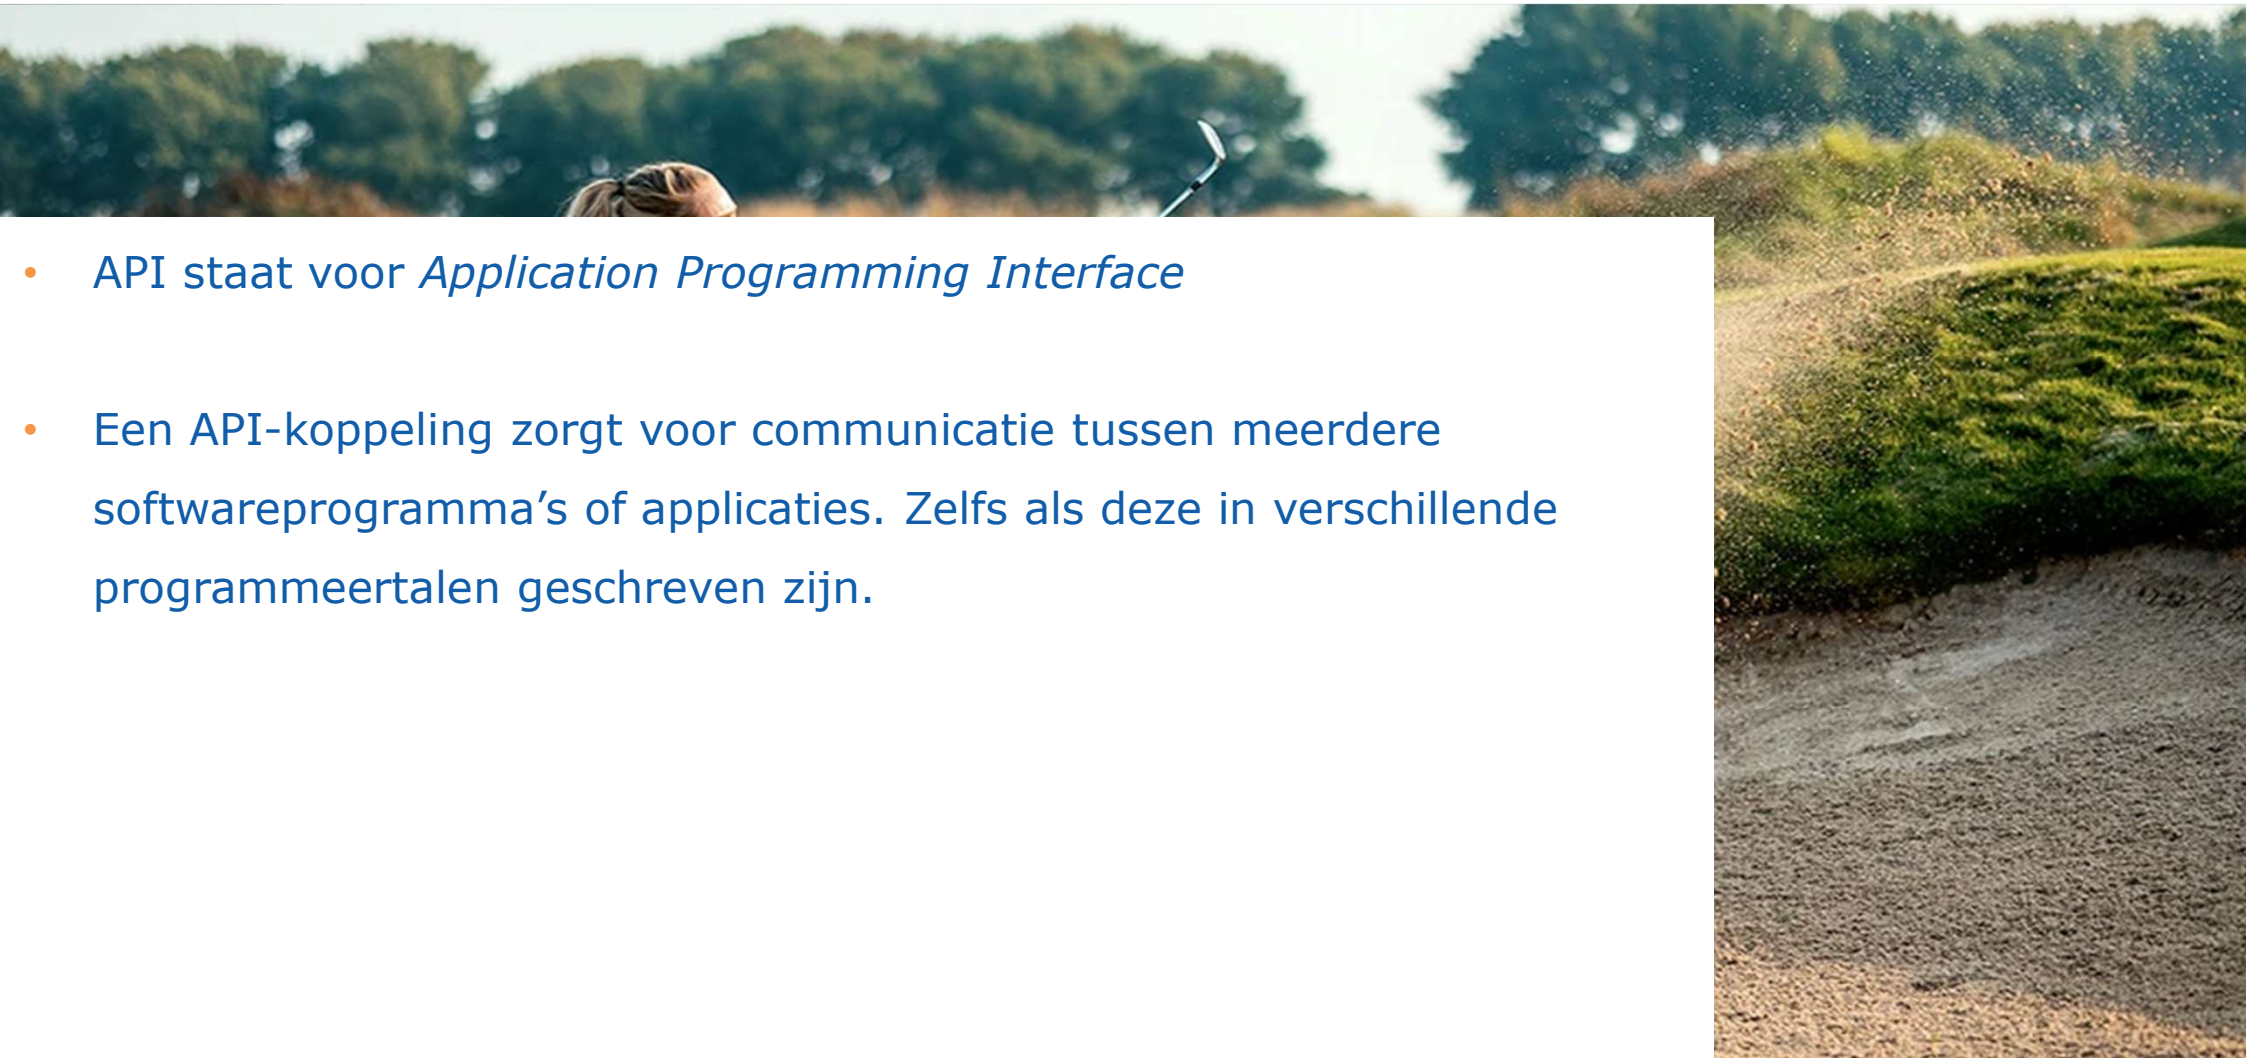 • API staat voor Application Programming Interface
• Een API-koppeling zorgt voor communicatie tussen meerdere
softwareprogramma’s of applicaties. Zelfs als deze in verschillende
programmeertalen geschreven zijn.